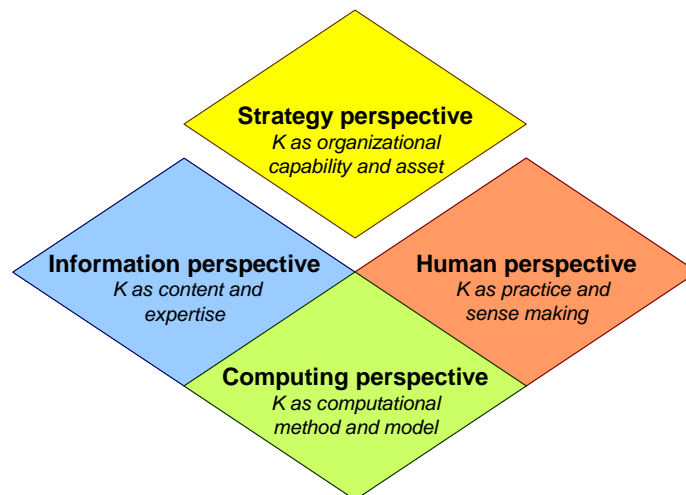 Strategy perspective
K as organizational
capability and asset
Information perspective
K as content and
expertise
Human perspective
K as practice and
sense making
Computing perspective
K as computational
method and model